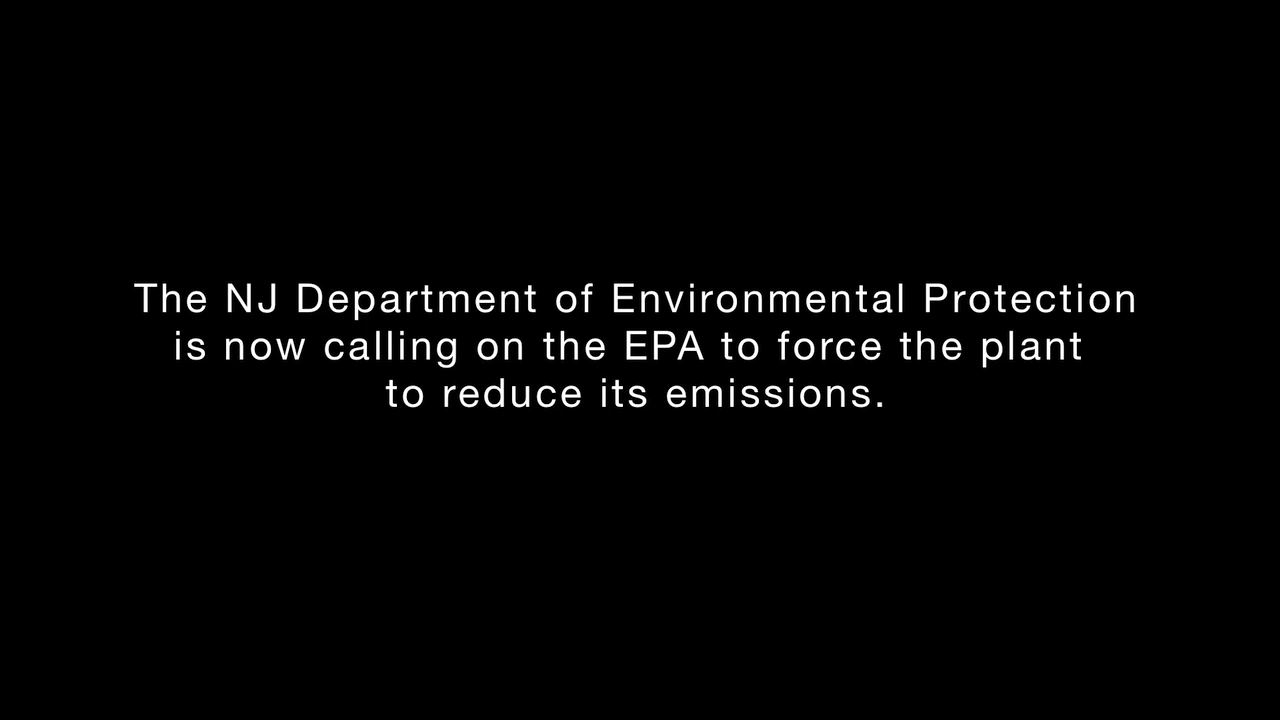 The NJ Department of Environmental Protection
is now calling on the EPA to force the plant
to reduce its emissions.